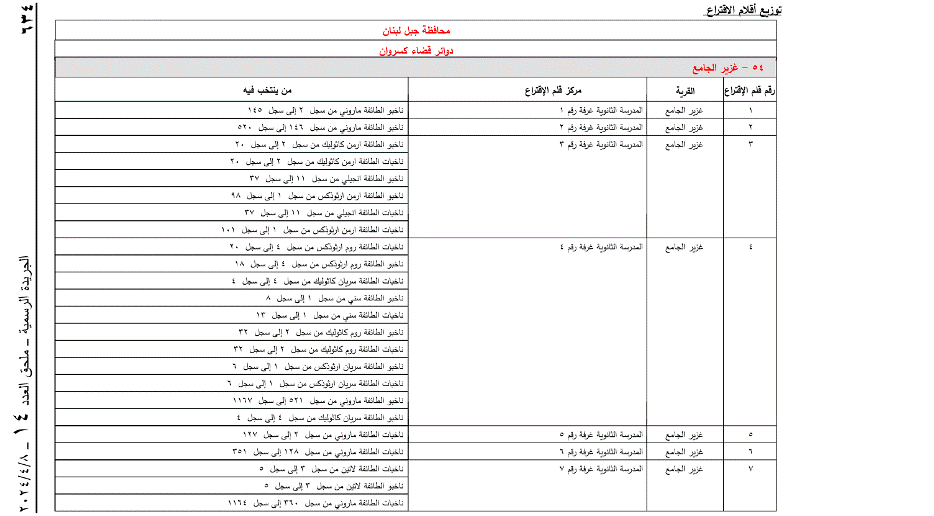 توزيع أقلام الاقتراع
محافظة جبل لبنان
دوائر قضاء كسروان
٥٤ - غزير الجامع
رقم قلم الإقتراع القرية مركز قلم الإقتراع من ينتخب فيه
١ غزير الجامع المدرسة الثانوية غرفة رقم ١ ناخبو الطائفة ماروني من سجل ٢ إلى سجل ١٤٥
٢ غزير الجامع المدرسة الثانوية غرفة رقم ٢ ناخبو الطائفة ماروني من سجل ١٤٦ إلى سجل ٥٢٠
٣ غزير الجامع المدرسة الثانوية غرفة رقم ٣ ناخبو الطائفة ارمن كاثوليك من سجل ٢ إلى سجل ٢٠
ناخبات الطائفة ارمن كاثوليك من سجل ٢ إلى سجل ٢٠
ناخبو الطائفة انجيلي من سجل ١١ إلى سجل ٣٧
ناخبو الطائفة ارمن ارثوذكس من سجل ١ إلى سجل ٩٨
ناخبات الطائفة انجيلي من سجل ١١ إلى سجل ٣٧
ناخبات الطائفة ارمن ارثوذكس من سجل ١ إلى سجل ١٠١
٤ غزير الجامع المدرسة الثانوية غرفة رقم ٤ ناخبات الطائفة روم ارثوذكس من سجل ٤ إلى سجل ٢٠
ناخبو الطائفة روم ارثوذكس من سجل ٤ إلى سجل ١٨
ناخبات الطائفة سريان كاثوليك من سجل ٤ إلى سجل ٤
ناخبو الطائفة سني من سجل ١ إلى سجل ٨
ناخبات الطائفة سني من سجل ١ إلى سجل ١٣
ناخبو الطائفة روم كاثوليك من سجل ٢ إلى سجل ٣٢
ناخبات الطائفة روم كاثوليك من سجل ٢ إلى سجل ٣٢
ناخبو الطائفة سريان ارثوذكس من سجل ١ إلى سجل ٦
ناخبات الطائفة سريان ارثوذكس من سجل ١ إلى سجل ٦
ناخبو الطائفة ماروني من سجل ٥٢١ إلى سجل ١١٦٧
ناخبو الطائفة سريان كاثوليك من سجل ٤ إلى سجل ٤
٥ غزير الجامع المدرسة الثانوية غرفة رقم ٥ ناخبات الطائفة ماروني من سجل ٢ إلى سجل ١٢٧
٦ غزير الجامع المدرسة الثانوية غرفة رقم ٦ ناخبات الطائفة ماروني من سجل ١٢٨ إلى سجل ٣٥١
٧ غزير الجامع المدرسة الثانوية غرفة رقم ٧ ناخبات الطائفة لاتين من سجل ٣ إلى سجل ٥
ناخبو الطائفة لاتين من سجل ٣ إلى سجل ٥
ناخبات الطائفة ماروني من سجل ٣٦٠ إلى سجل ١١٦٤
٦٣٤
الجريدة الرسمية - ملحق العدد ١٤ - ٢٠٢٤/٤/٨